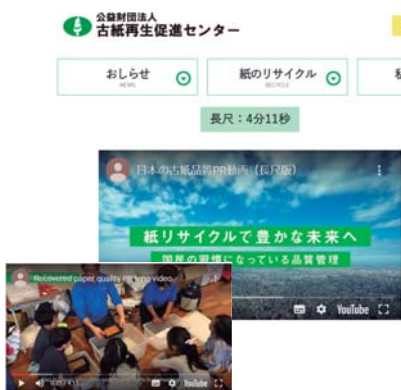 公益財団法人
古紙再生促進センター
おしらせ
NEWS
紙のリサイクル
RECYCLE
長尺：4分11秒
日本の古紙品質PR動画（長尺版）
紙リサイクルで豊かな未来へ
国民の習慣になっている品質管理
YouTube
Recovered paper quality PR long video
YouTube